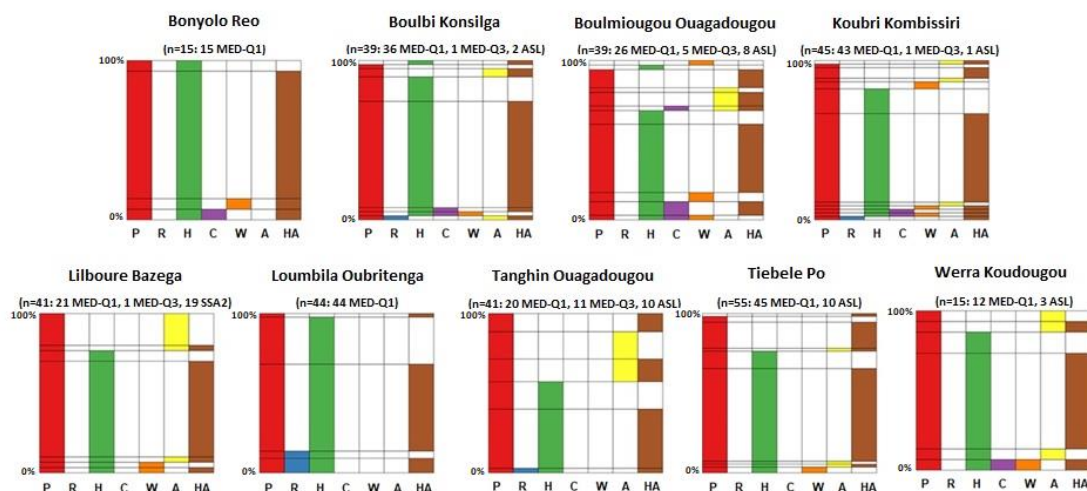 Bonyolo Reo
(n=15: 15 MED-Q1)
100%
0%
P R H C W A HA
Boulbi Konsilga
(n=39: 36 MED-Q1, 1 MED-Q3, 2 ASL)
100%
0%
P R H C W A HA
Boulmiougou Ouagadougou
(n=39: 26 MED-Q1, 5 MED-Q3, 8 ASL)
100%
0%
P R H C W A HA
Koubri Kombissiri
(n=45: 43 MED-Q1, 1 MED-Q3, 1 ASL)
100%
0%
P R H C W A HA
Lilboure Bazega
(n=41: 21 MED-Q1, 1 MED-Q3, 19 SSA2)
100%
0%
P R H C W A HA
Loumbila Oubritenga
(n=44: 44 MED-Q1)
100%
0%
P R H C W A HA
Tanghin Ouagadougou
(n=41: 20 MED-Q1, 11 MED-Q3, 10 ASL)
100%
0%
P R H C W A HA
Tiebele Po
(n=55: 45 MED-Q1, 10 ASL)
100%
0%
P R H C W A HA
Werra Koudougou
(n=15: 12 MED-Q1, 3 ASL)
100%
0%
P R H C W A HA